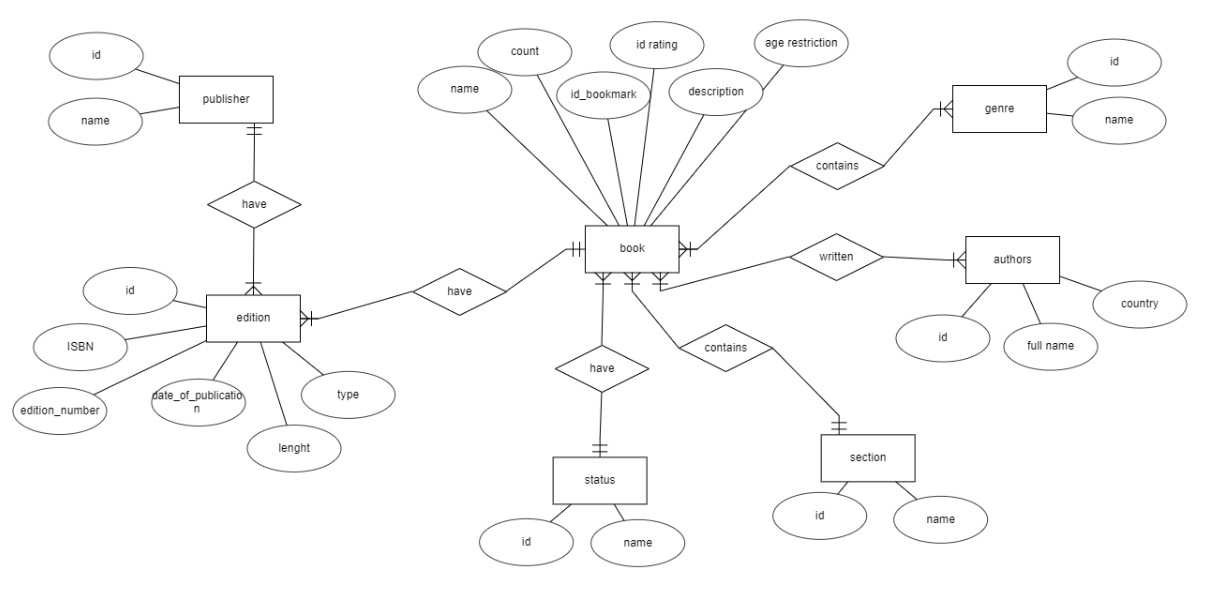 id
name
publisher
have
id
ISBN
edition_number
date_of_publicatio
n
lenght
type
edition
have
name
count
id_bookmark
id rating
description
age restriction
book
contains
genre
id
name
written
authors
id
full name
country
have
status
id
name
contains
section
id
name